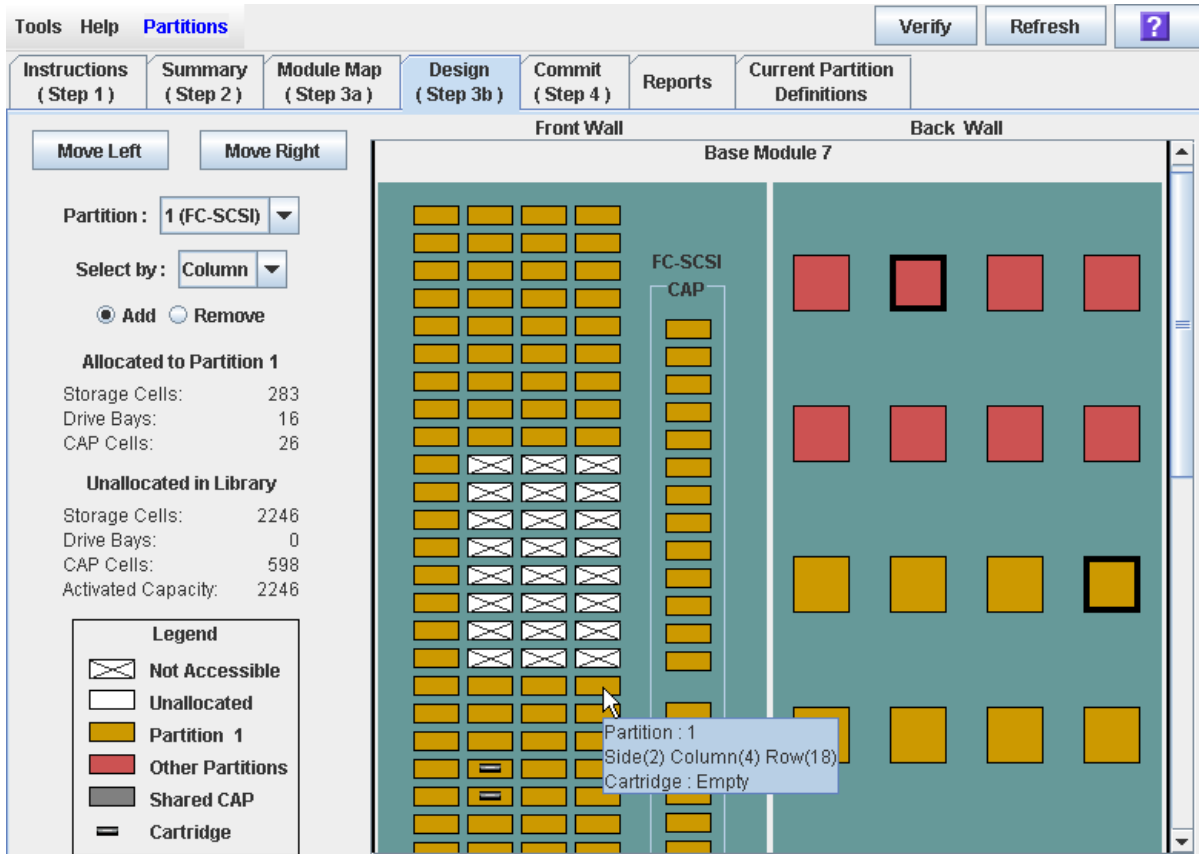 Tools Help Partitions
Verify Refresh ?
Instructions
( Step 1 )
Summary
( Step 2 )
Module Map
( Step 3a )
Design
( Step 3b )
Commit
( Step 4 )
Reports
Current Partition
Definitions
Move Left Move Right
Partition : 1 (FC-SCSI)
Select by : Column
Add Remove
Allocated to Partition 1
Storage Cells: 283
Drive Bays: 16
CAP Cells: 26
Unallocated in Library
Storage Cells: 2246
Drive Bays: 0
CAP Cells: 598
Activated Capacity: 2246
Legend
Not Accessible
Unallocated
Partition 1
Other Partitions
Shared CAP
Cartridge
Front Wall Back Wall
Base Module 7
FC-SCSI
CAP
Partition : 1
Side(2) Column(4) Row(18)
Cartridge : Empty